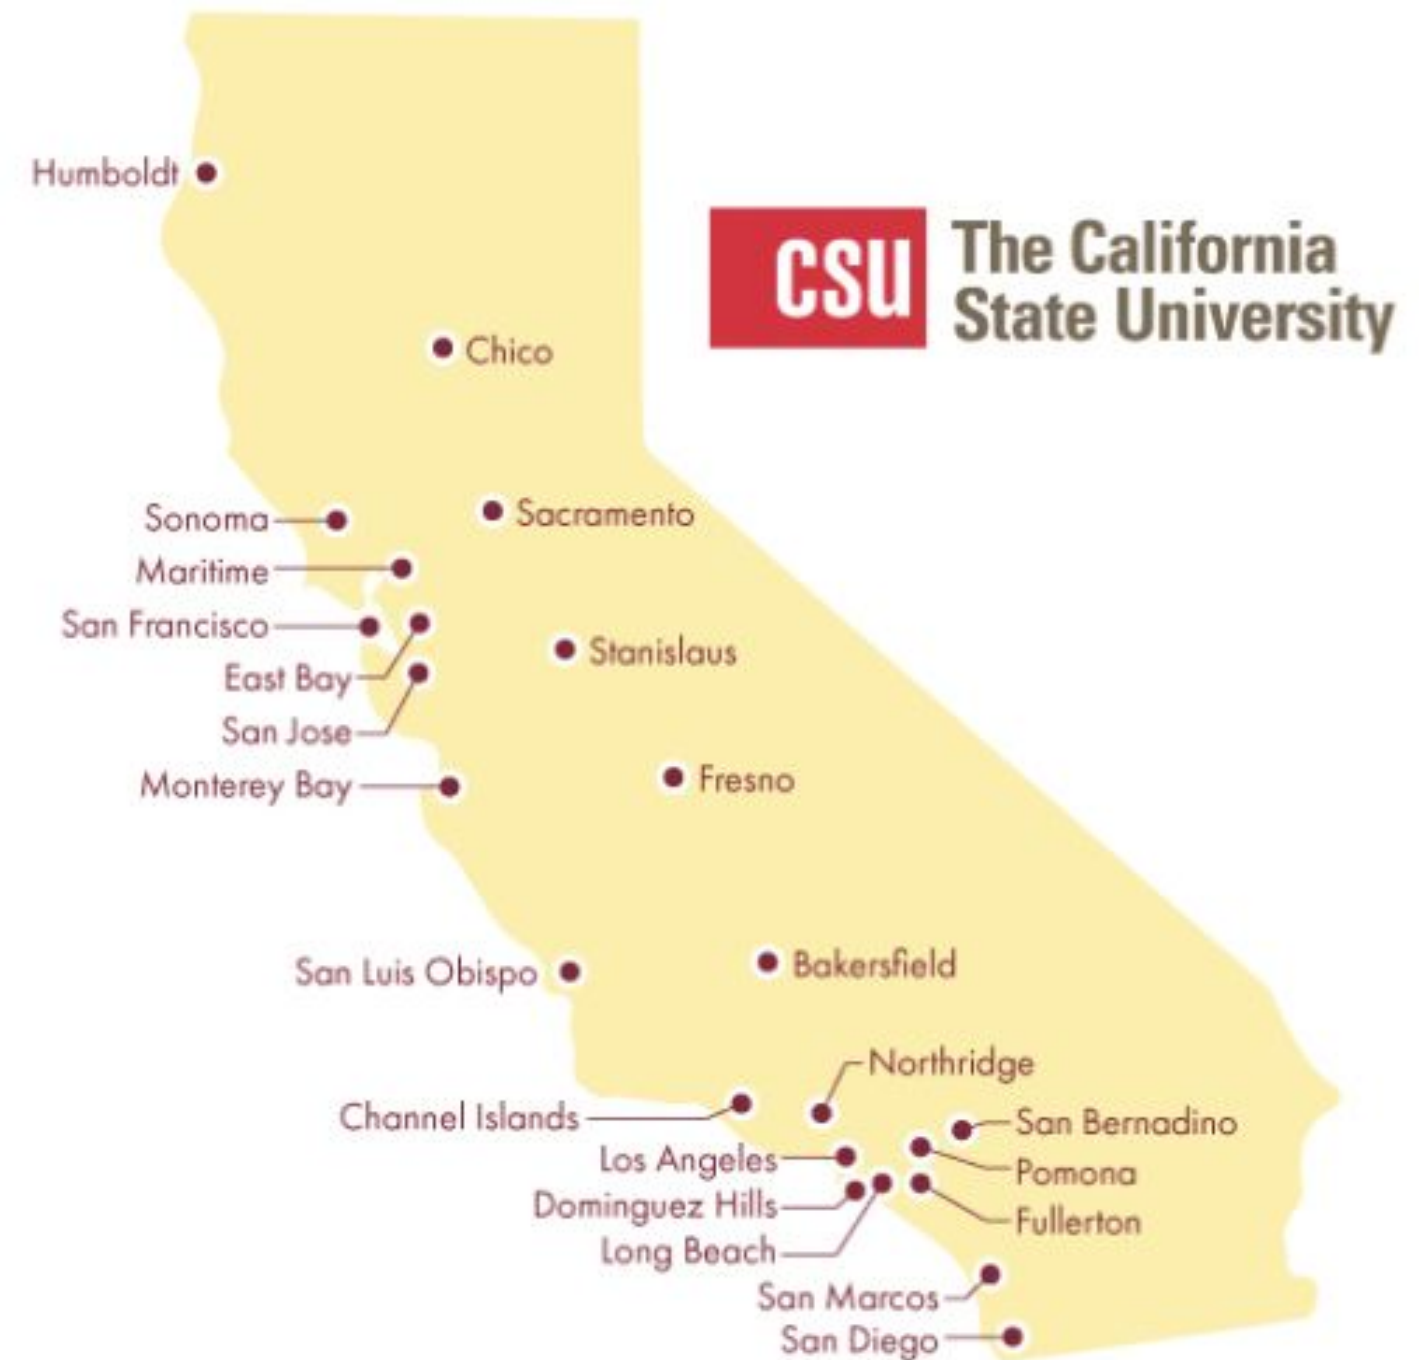 Humboldt
CSU
The California
State University
Chico
Sonoma
Sacramento
Maritime
San Francisco
East Bay
Stanislaus
San Jose
Monterey Bay
Fresno
San Luis Obispo
Bakersfield
Northridge
Channel Islands
San Bernadino
Los Angeles
Pomona
Dominguez Hills
Fullerton
Long Beach
San Marcos
San Diego